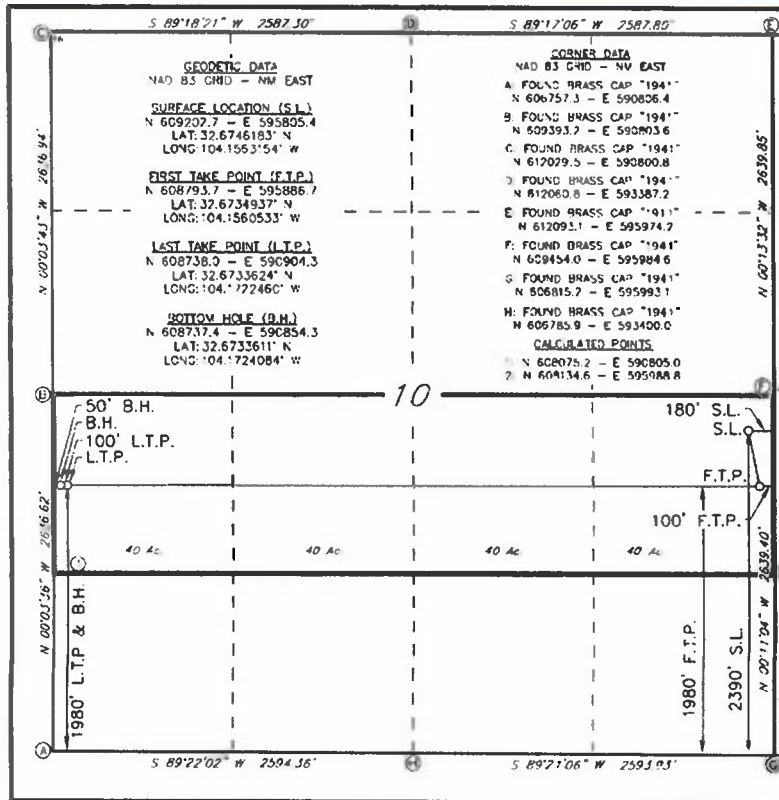 S 89°18'21" W 2587.30'
D
S 89°17'06" W 2587.80'
C
E
GEODETIC DATA
NAD 83 GRID - NM EAST
SURFACE LOCATION (S.L.)
N 609202.7 - E 595805.4
LAT: 32.6746183° N
LONG: 104.1563154° W
FIRST TAKE POINT (F.T.P.)
N 608793.7 - E 595886.7
LAT: 32.6734937° N
LONG: 104.1560533° W
LAST TAKE POINT (L.T.P.)
N 608738.0 - E 590904.3
LAT: 32.6733624° N
LONG: 104.1722460° W
BOTTOM HOLE (B.H.)
N 608737.4 - E 590854.3
LAT: 32.6733611° N
LONG: 104.1724084° W
CORNER DATA
NAD 83 GRID - NM EAST
A: FOUND BRASS CAP "1941"
N 606757.3 - E 590806.4
B: FOUND BRASS CAP "1941"
N 609393.2 - E 590803.6
C: FOUND BRASS CAP "1941"
N 612029.5 - E 590800.8
D: FOUND BRASS CAP "1941"
N 612060.8 - E 593387.2
E: FOUND BRASS CAP "1911"
N 612093.1 - E 595974.2
F: FOUND BRASS CAP "1941"
N 609454.0 - E 595984.6
G: FOUND BRASS CAP "1941"
N 606815.2 - E 595993.1
H: FOUND BRASS CAP "1941"
N 606785.9 - E 593400.0
CALCULATED POINTS
N 608075.2 - E 590805.0
2: N 608134.6 - E 595988.8
N 00°03'43" W 2636.94'
N 00°13'32" W 2639.85'
B
10
F
50' B.H.
B.H.
100' L.T.P.
L.T.P.
180' S.L.
S.L.
F.T.P.
100' F.T.P.
N 00°03'36" W 2636.62'
40 Ac.
40 Ac.
40 Ac.
40 Ac.
N 00°11'04" W 2639.40'
1980' L.T.P & B.H.
1980' F.T.P.
2390' S.L.
A
S 89°22'02" W 2594.36'
H
S 89°21'06" W 2593.83'
G